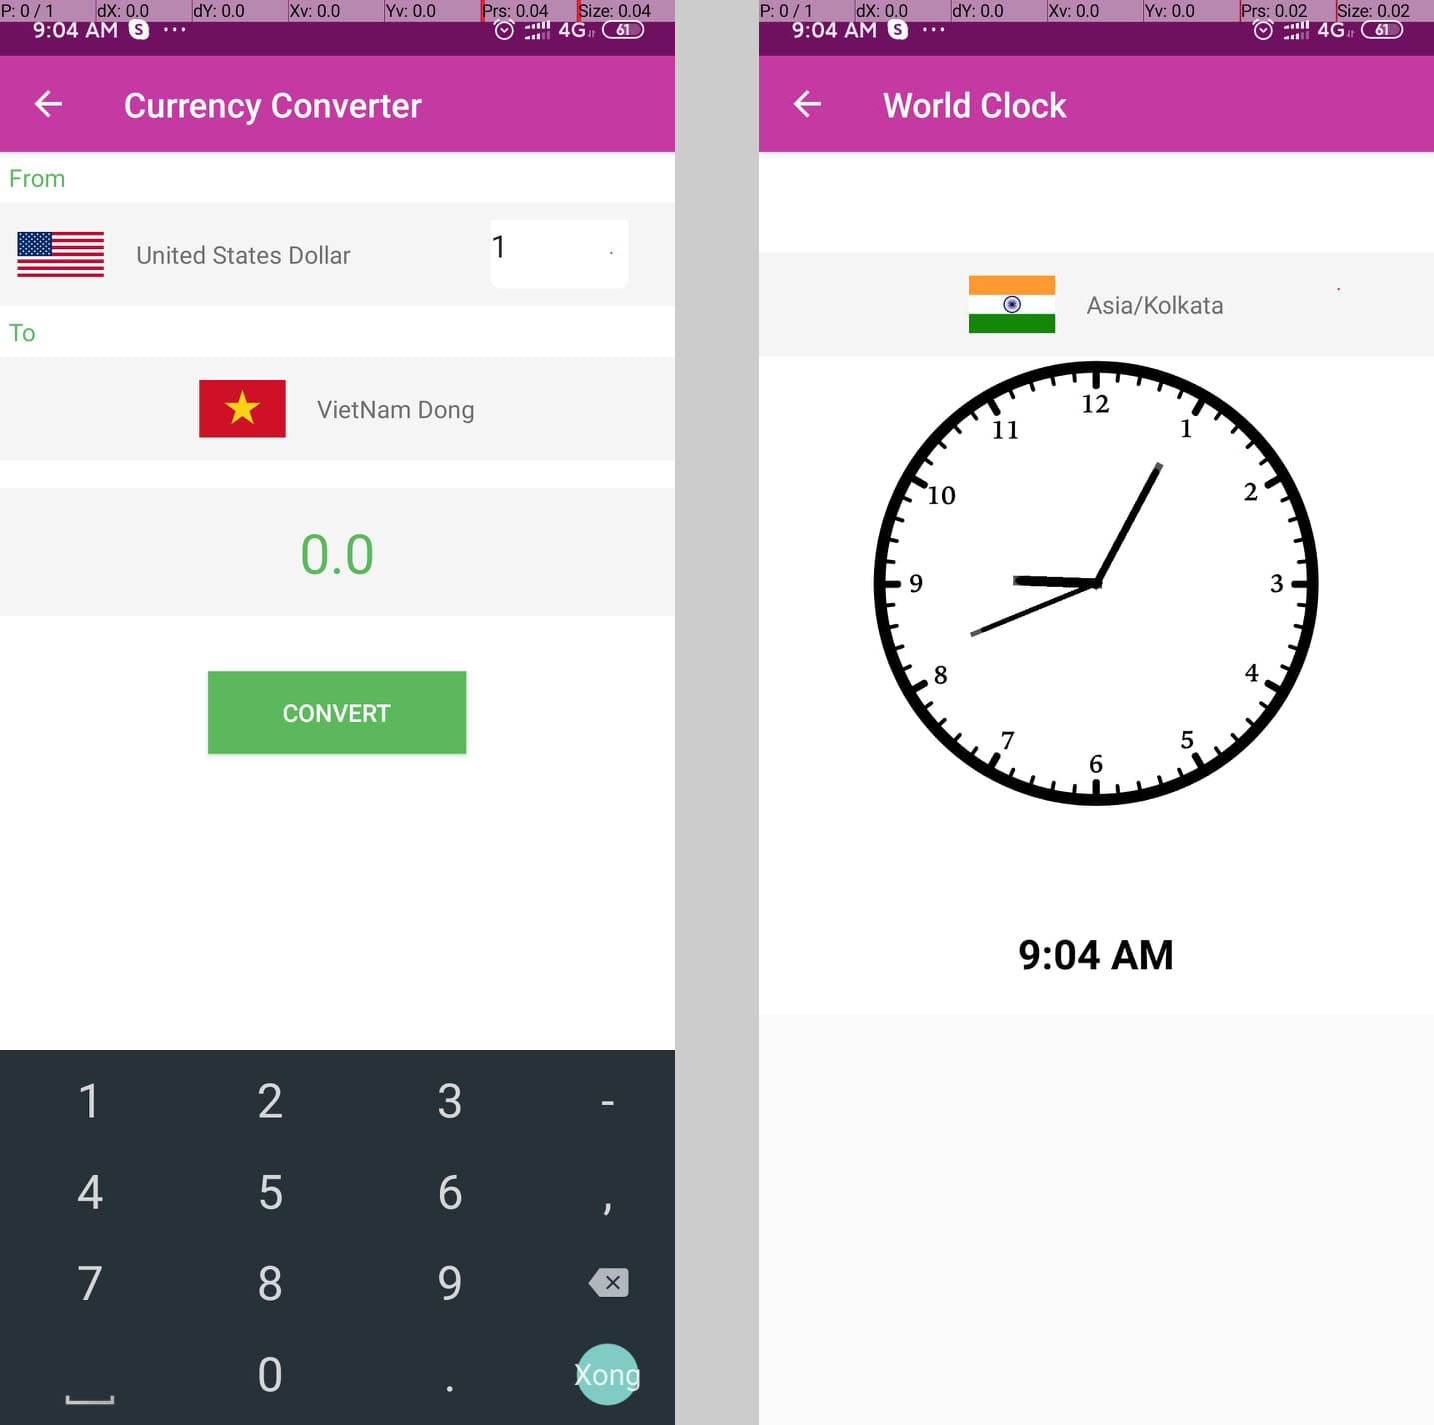 P: 0 / 1 dX: 0.0 dY: 0.0 Xv: 0.0 Yv: 0.0 Prs: 0.04 Size: 0.04
9:04 AM S ... 4G 61
Currency Converter
From
United States Dollar 1
To
VietNam Dong
0.0
CONVERT
1 2 3 -
4 5 6 ,
7 8 9
0 . Xong
P: 0 / 1 dX: 0.0 dY: 0.0 Xv: 0.0 Yv: 0.0 Prs: 0.02 Size: 0.02
9:04 AM S ... 4G 61
World Clock
Asia/Kolkata
12
11 1
10 2
9 3
8 4
7 5
6
9:04 AM